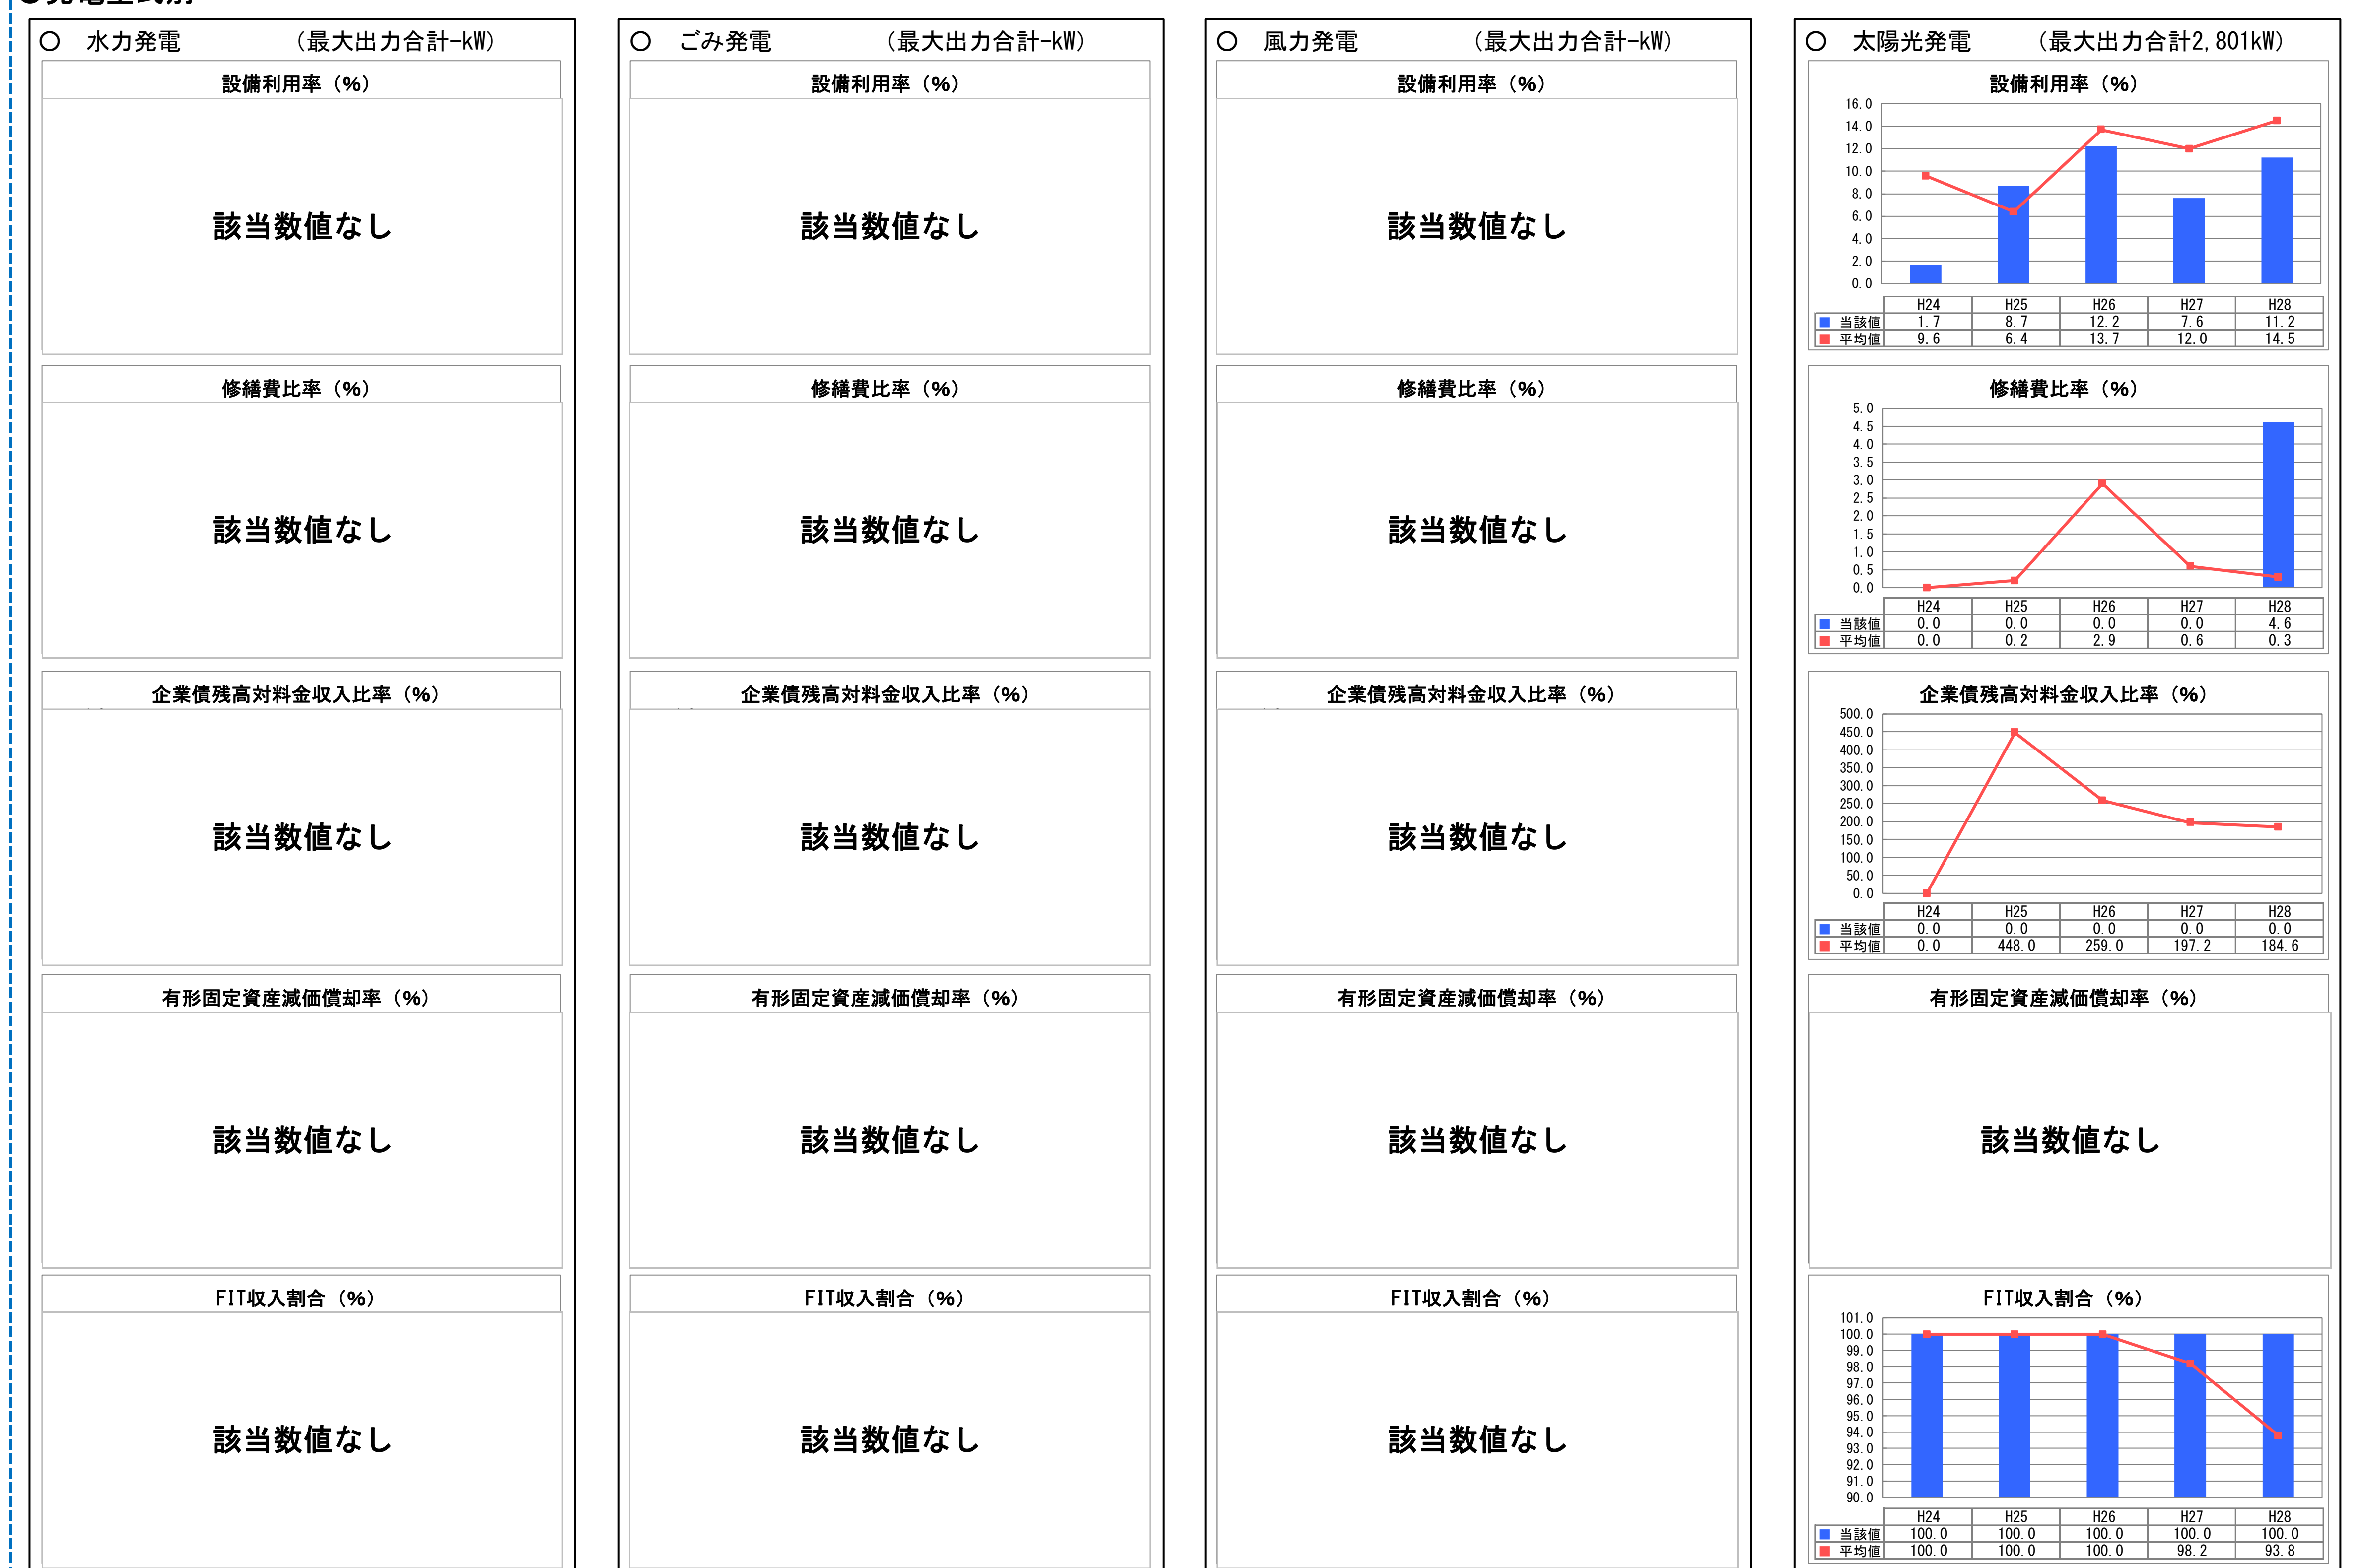 ○ 水力発電 (最大出力合計-kW)
設備利用率(%)
該当数値なし
修繕費比率(%)
該当数値なし
企業債残高対料金収入比率(%)
該当数値なし
有形固定資産減価償却率(%)
該当数値なし
FIT収入割合(%)
該当数値なし
○ ごみ発電 (最大出力合計-kW)
設備利用率(%)
該当数値なし
修繕費比率(%)
該当数値なし
企業債残高対料金収入比率(%)
該当数値なし
有形固定資産減価償却率(%)
該当数値なし
FIT収入割合(%)
該当数値なし
○ 風力発電 (最大出力合計-kW)
設備利用率(%)
該当数値なし
修繕費比率(%)
該当数値なし
企業債残高対料金収入比率(%)
該当数値なし
有形固定資産減価償却率(%)
該当数値なし
FIT収入割合(%)
該当数値なし
○ 太陽光発電 (最大出力合計2,801kW)
設備利用率(%)
16.0
14.0
12.0
10.0
8.0
6.0
4.0
2.0
0.0
H24 H25 H26 H27 H28
当該値 1.7 8.7 12.2 7.6 11.2
平均値 9.6 6.4 13.7 12.0 14.5
修繕費比率(%)
5.0
4.5
4.0
3.5
3.0
2.5
2.0
1.5
1.0
0.5
0.0
H24 H25 H26 H27 H28
当該値 0.0 0.0 0.0 0.0 4.6
平均値 0.0 0.2 2.9 0.6 0.3
企業債残高対料金収入比率(%)
500.0
450.0
400.0
350.0
300.0
250.0
200.0
150.0
100.0
50.0
0.0
H24 H25 H26 H27 H28
当該値 0.0 0.0 0.0 0.0 0.0
平均値 0.0 448.0 259.0 197.2 184.6
有形固定資産減価償却率(%)
該当数値なし
FIT収入割合(%)
101.0
100.0
99.0
98.0
97.0
96.0
95.0
94.0
93.0
92.0
91.0
90.0
H24 H25 H26 H27 H28
当該値 100.0 100.0 100.0 100.0 100.0
平均値 100.0 100.0 100.0 98.2 93.8